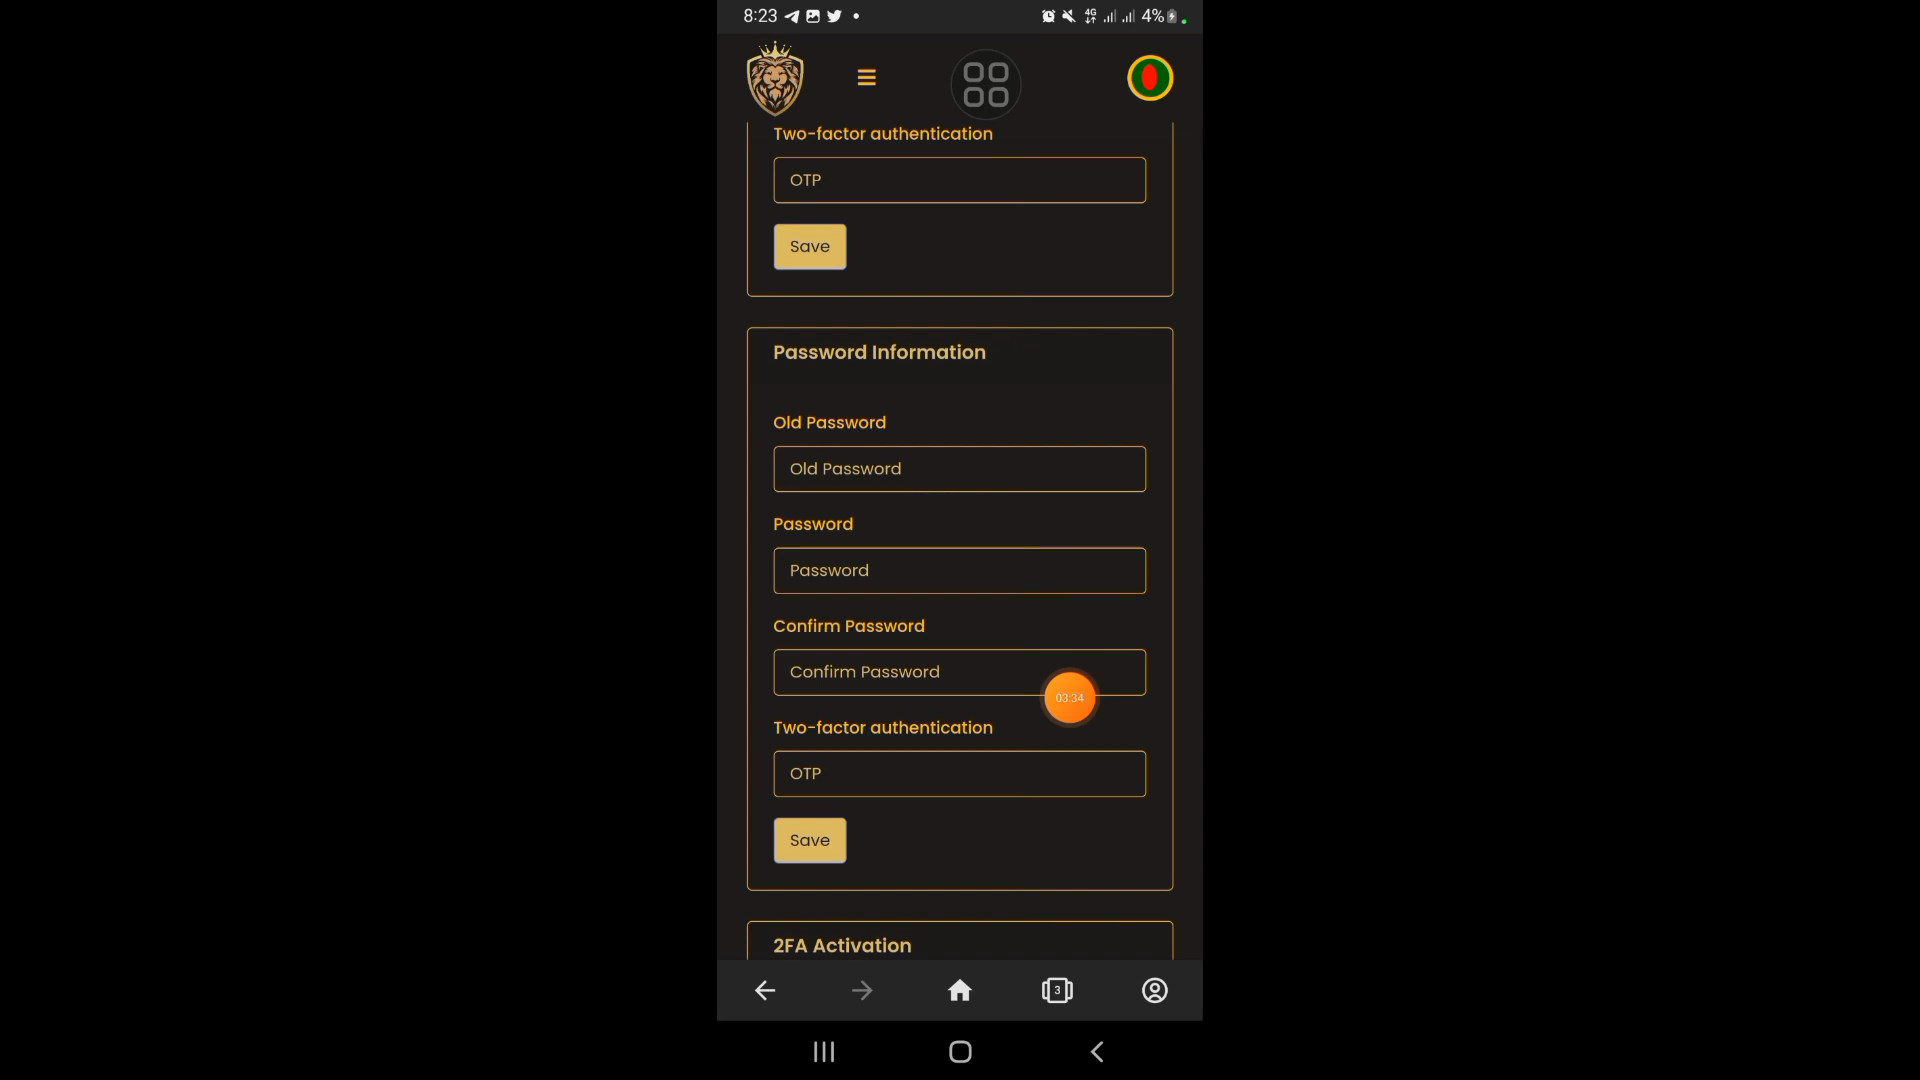 8:23
4G
4%
Two-factor authentication
OTP
Save
Password Information
Old Password
Old Password
Password
Password
Confirm Password
Confirm Password
03:34
Two-factor authentication
OTP
Save
2FA Activation
3